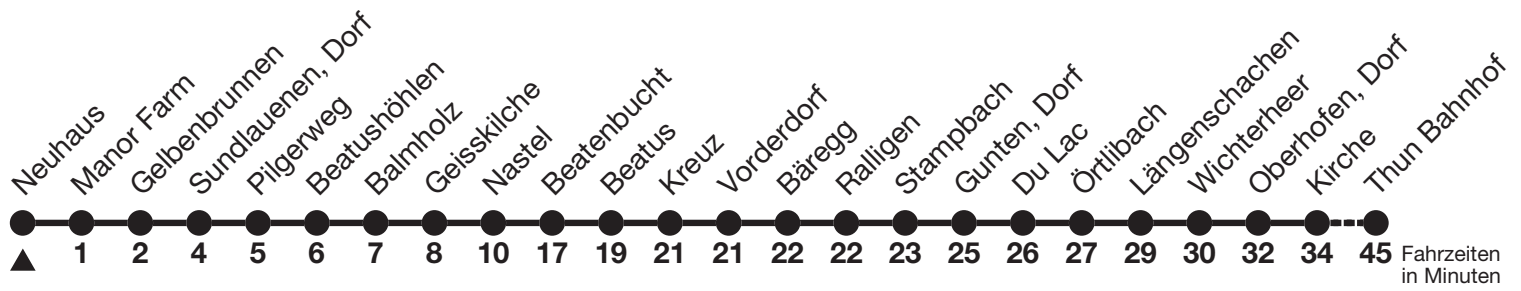 Neuhaus
Manor Farm
Gelbenbrunnen
Sundlauenen, Dorf
Pilgerweg
Beatushöhlen
Balmholz
Geisskilche
Nastel
Beatenbucht
Beatus
Kreuz
Vorderdorf
Bäregg
Ralligen
Stampbach
Gunten, Dorf
Du Lac
Örtlibach
Längenschachen
Wichterheer
Oberhofen, Dorf
Kirche
Thun Bahnhof
1 2 4 5 6 7 8 10 17 19 21 21 22 22 23 25 26 27 29 30 32 34 45 Fahrzeiten
in Minuten